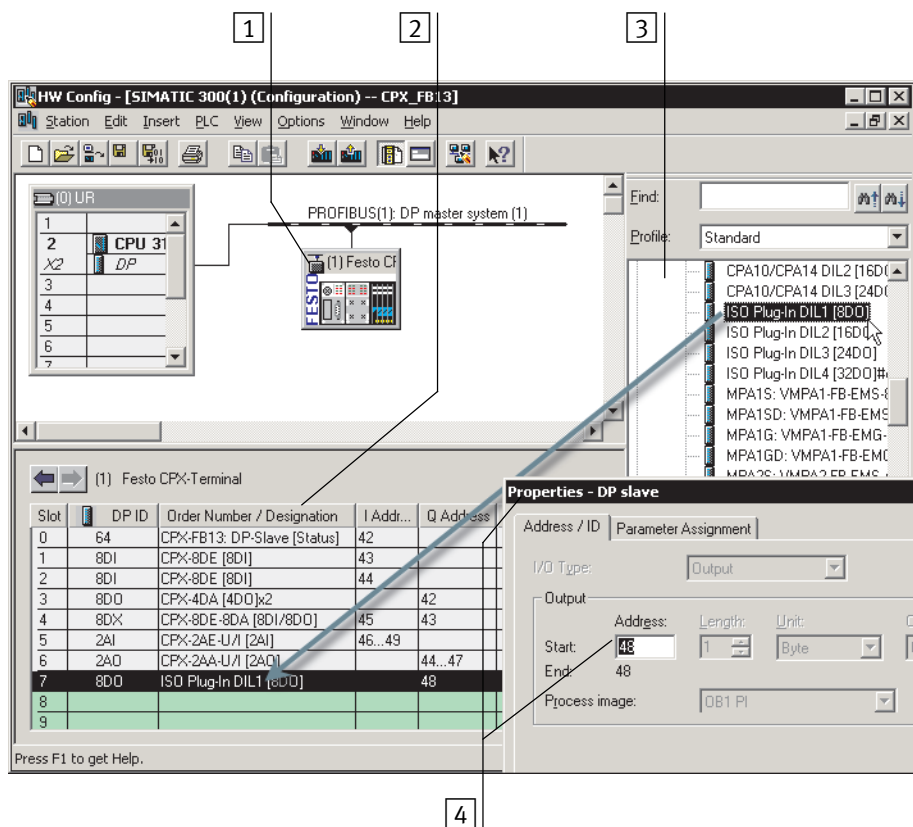 1 2 3
HW Config - [SIMATIC 300(1) (Configuration) -- CPX_FB13]
Station Edit Insert PLC View Options Window Help
(0) UR
1
2 CPU 31
X2 DP
3
4
5
6
7
PROFIBUS(1): DP master system (1)
(1) Festo CP
FESTO
Find:
Profile: Standard
CPA10/CPA14 DIL2 [16D
CPA10/CPA14 DIL3 [24D
ISO Plug-In DIL1 [8DO]
ISO Plug-In DIL2 [16DO
ISO Plug-In DIL3 [24DO]
ISO Plug-In DIL4 [32DO]#
MPA1S: VMPA1-FB-EMS-8
MPA1SD: VMPA1-FB-EMS
MPA1G: VMPA1-FB-EMG-
MPA1GD: VMPA1-FB-EMG
MPA2S: VMPA2-FB-EMS-
(1) Festo CPX-Terminal
Slot DP ID Order Number / Designation I Addr... Q Address
0 64 CPX-FB13: DP-Slave [Status] 42
1 8DI CPX-8DE [8DI] 43
2 8DI CPX-8DE [8DI] 44
3 8DO CPX-4DA [4DO]x2 42
4 8DX CPX-8DE-8DA [8DI/8DO] 45 43
5 2AI CPX-2AE-U/I [2AI] 46...49
6 2AO CPX-2AA-U/I [2AO] 44...47
7 8DO ISO Plug-In DIL1 [8DO] 48
8
9
Press F1 to get Help.
Properties - DP slave
Address / ID Parameter Assignment
I/O Type: Output
Output
Address: Length: Unit:
Start: 48 1 Byte
End: 48
Process image: OB1 PI
4